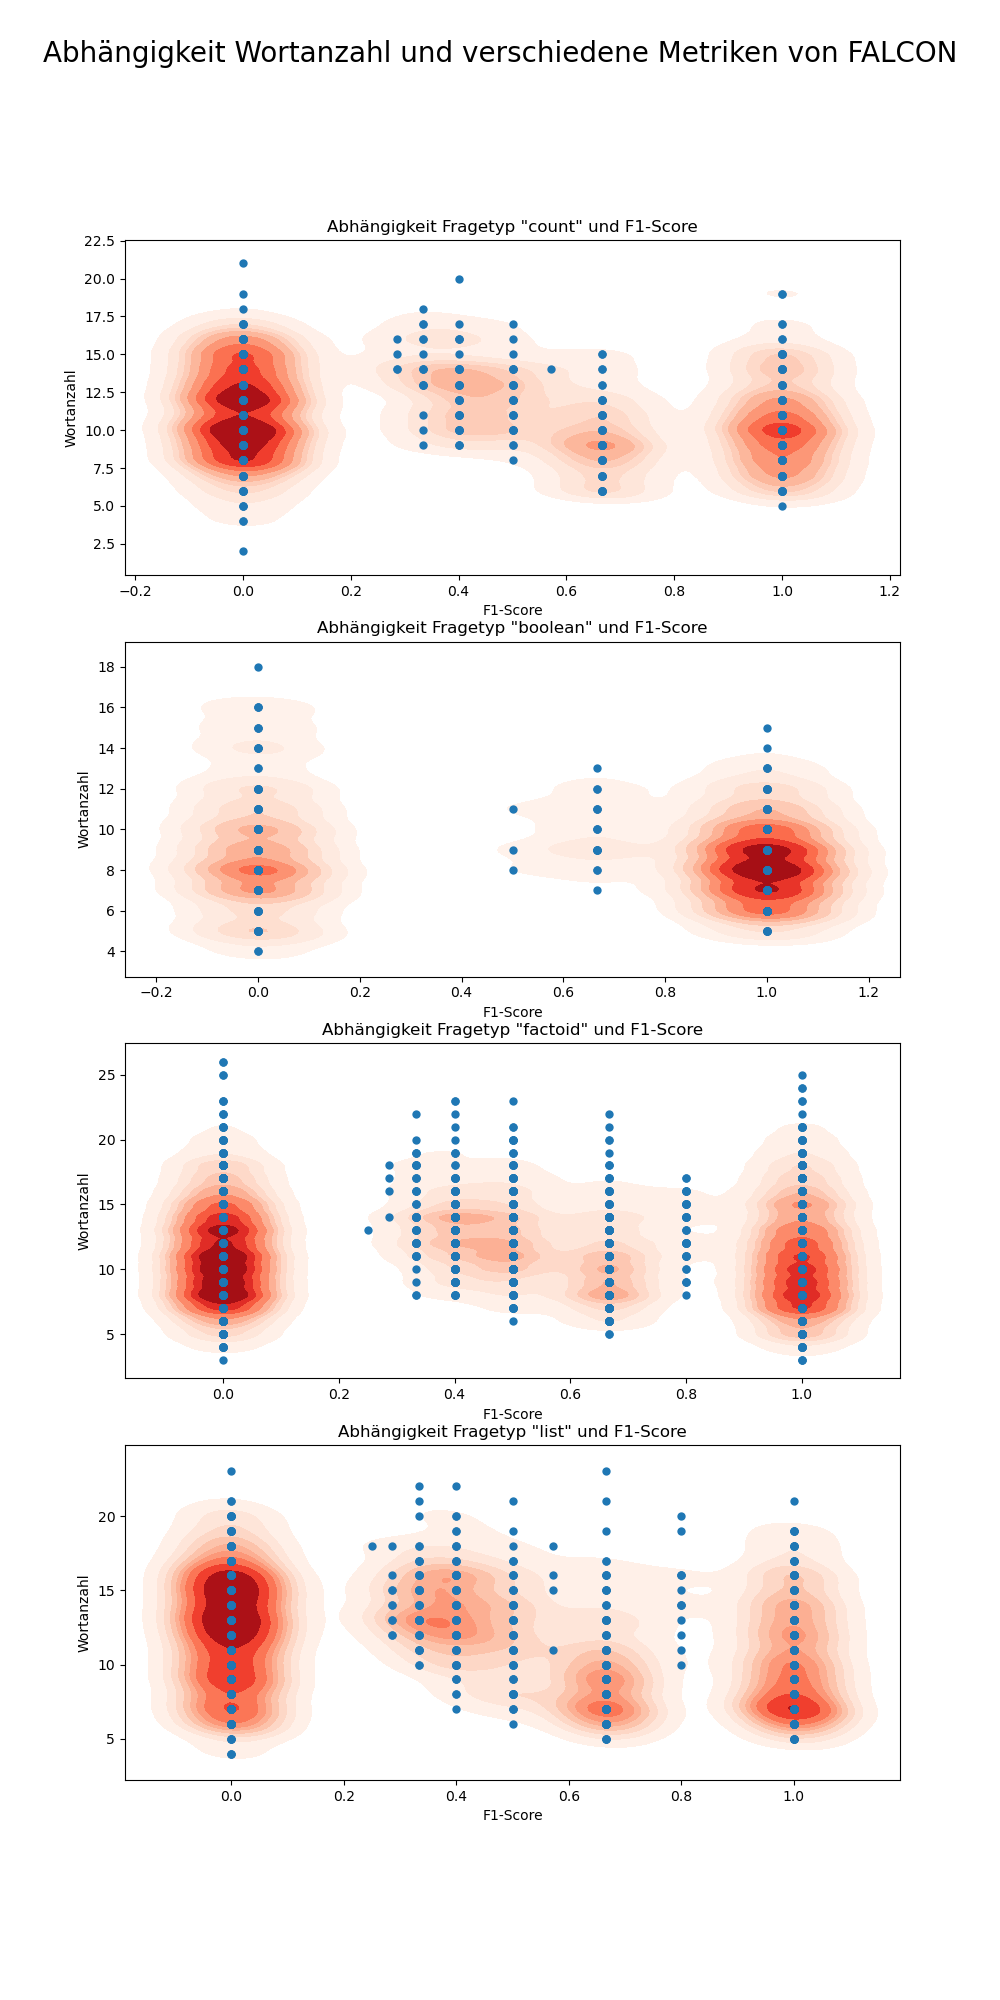 Abhängigkeit Wortanzahl und verschiedene Metriken von FALCON
Abhängigkeit Fragetyp "count" und F1-Score
22.5
20.0
17.5
15.0
12.5
10.0
7.5
5.0
2.5
Wortanzahl
−0.2 0.0 0.2 0.4 0.6 0.8 1.0 1.2
F1-Score
Abhängigkeit Fragetyp "boolean" und F1-Score
18
16
14
12
10
8
6
4
Wortanzahl
−0.2 0.0 0.2 0.4 0.6 0.8 1.0 1.2
F1-Score
Abhängigkeit Fragetyp "factoid" und F1-Score
25
20
15
10
5
Wortanzahl
0.0 0.2 0.4 0.6 0.8 1.0
F1-Score
Abhängigkeit Fragetyp "list" und F1-Score
20
15
10
5
Wortanzahl
0.0 0.2 0.4 0.6 0.8 1.0
F1-Score